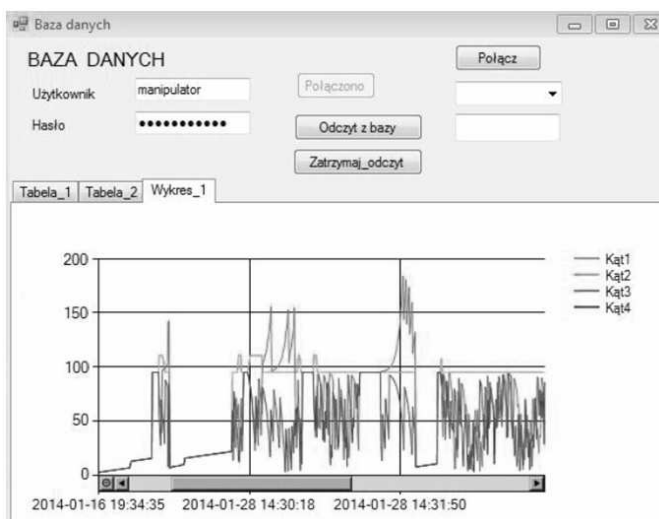 Baza danych
BAZA DANYCH
Połącz
Użytkownik manipulator
Połączono
Hasło •••••••••••
Odczyt z bazy
Zatrzymaj_odczyt
Tabela_1 Tabela_2 Wykres_1
200
150
100
50
0
Kąt1
Kąt2
Kąt3
Kąt4
2014-01-16 19:34:35 2014-01-28 14:30:18 2014-01-28 14:31:50